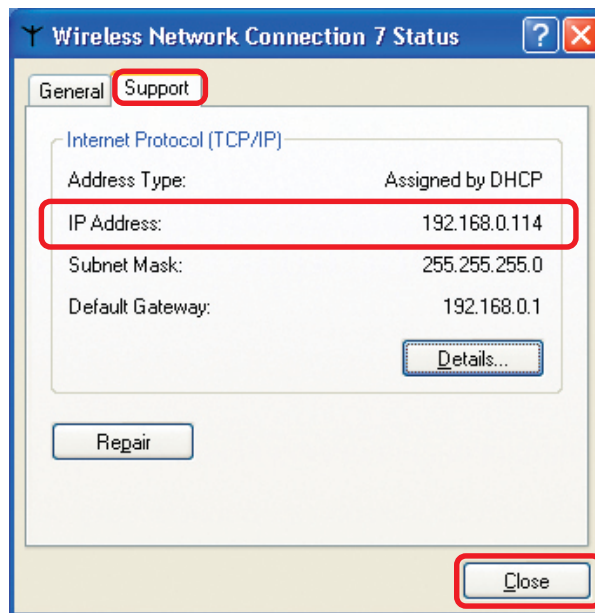 Wireless Network Connection 7 Status
General Support
Internet Protocol (TCP/IP)
Address Type: Assigned by DHCP
IP Address: 192.168.0.114
Subnet Mask: 255.255.255.0
Default Gateway: 192.168.0.1
Details...
Repair
Close